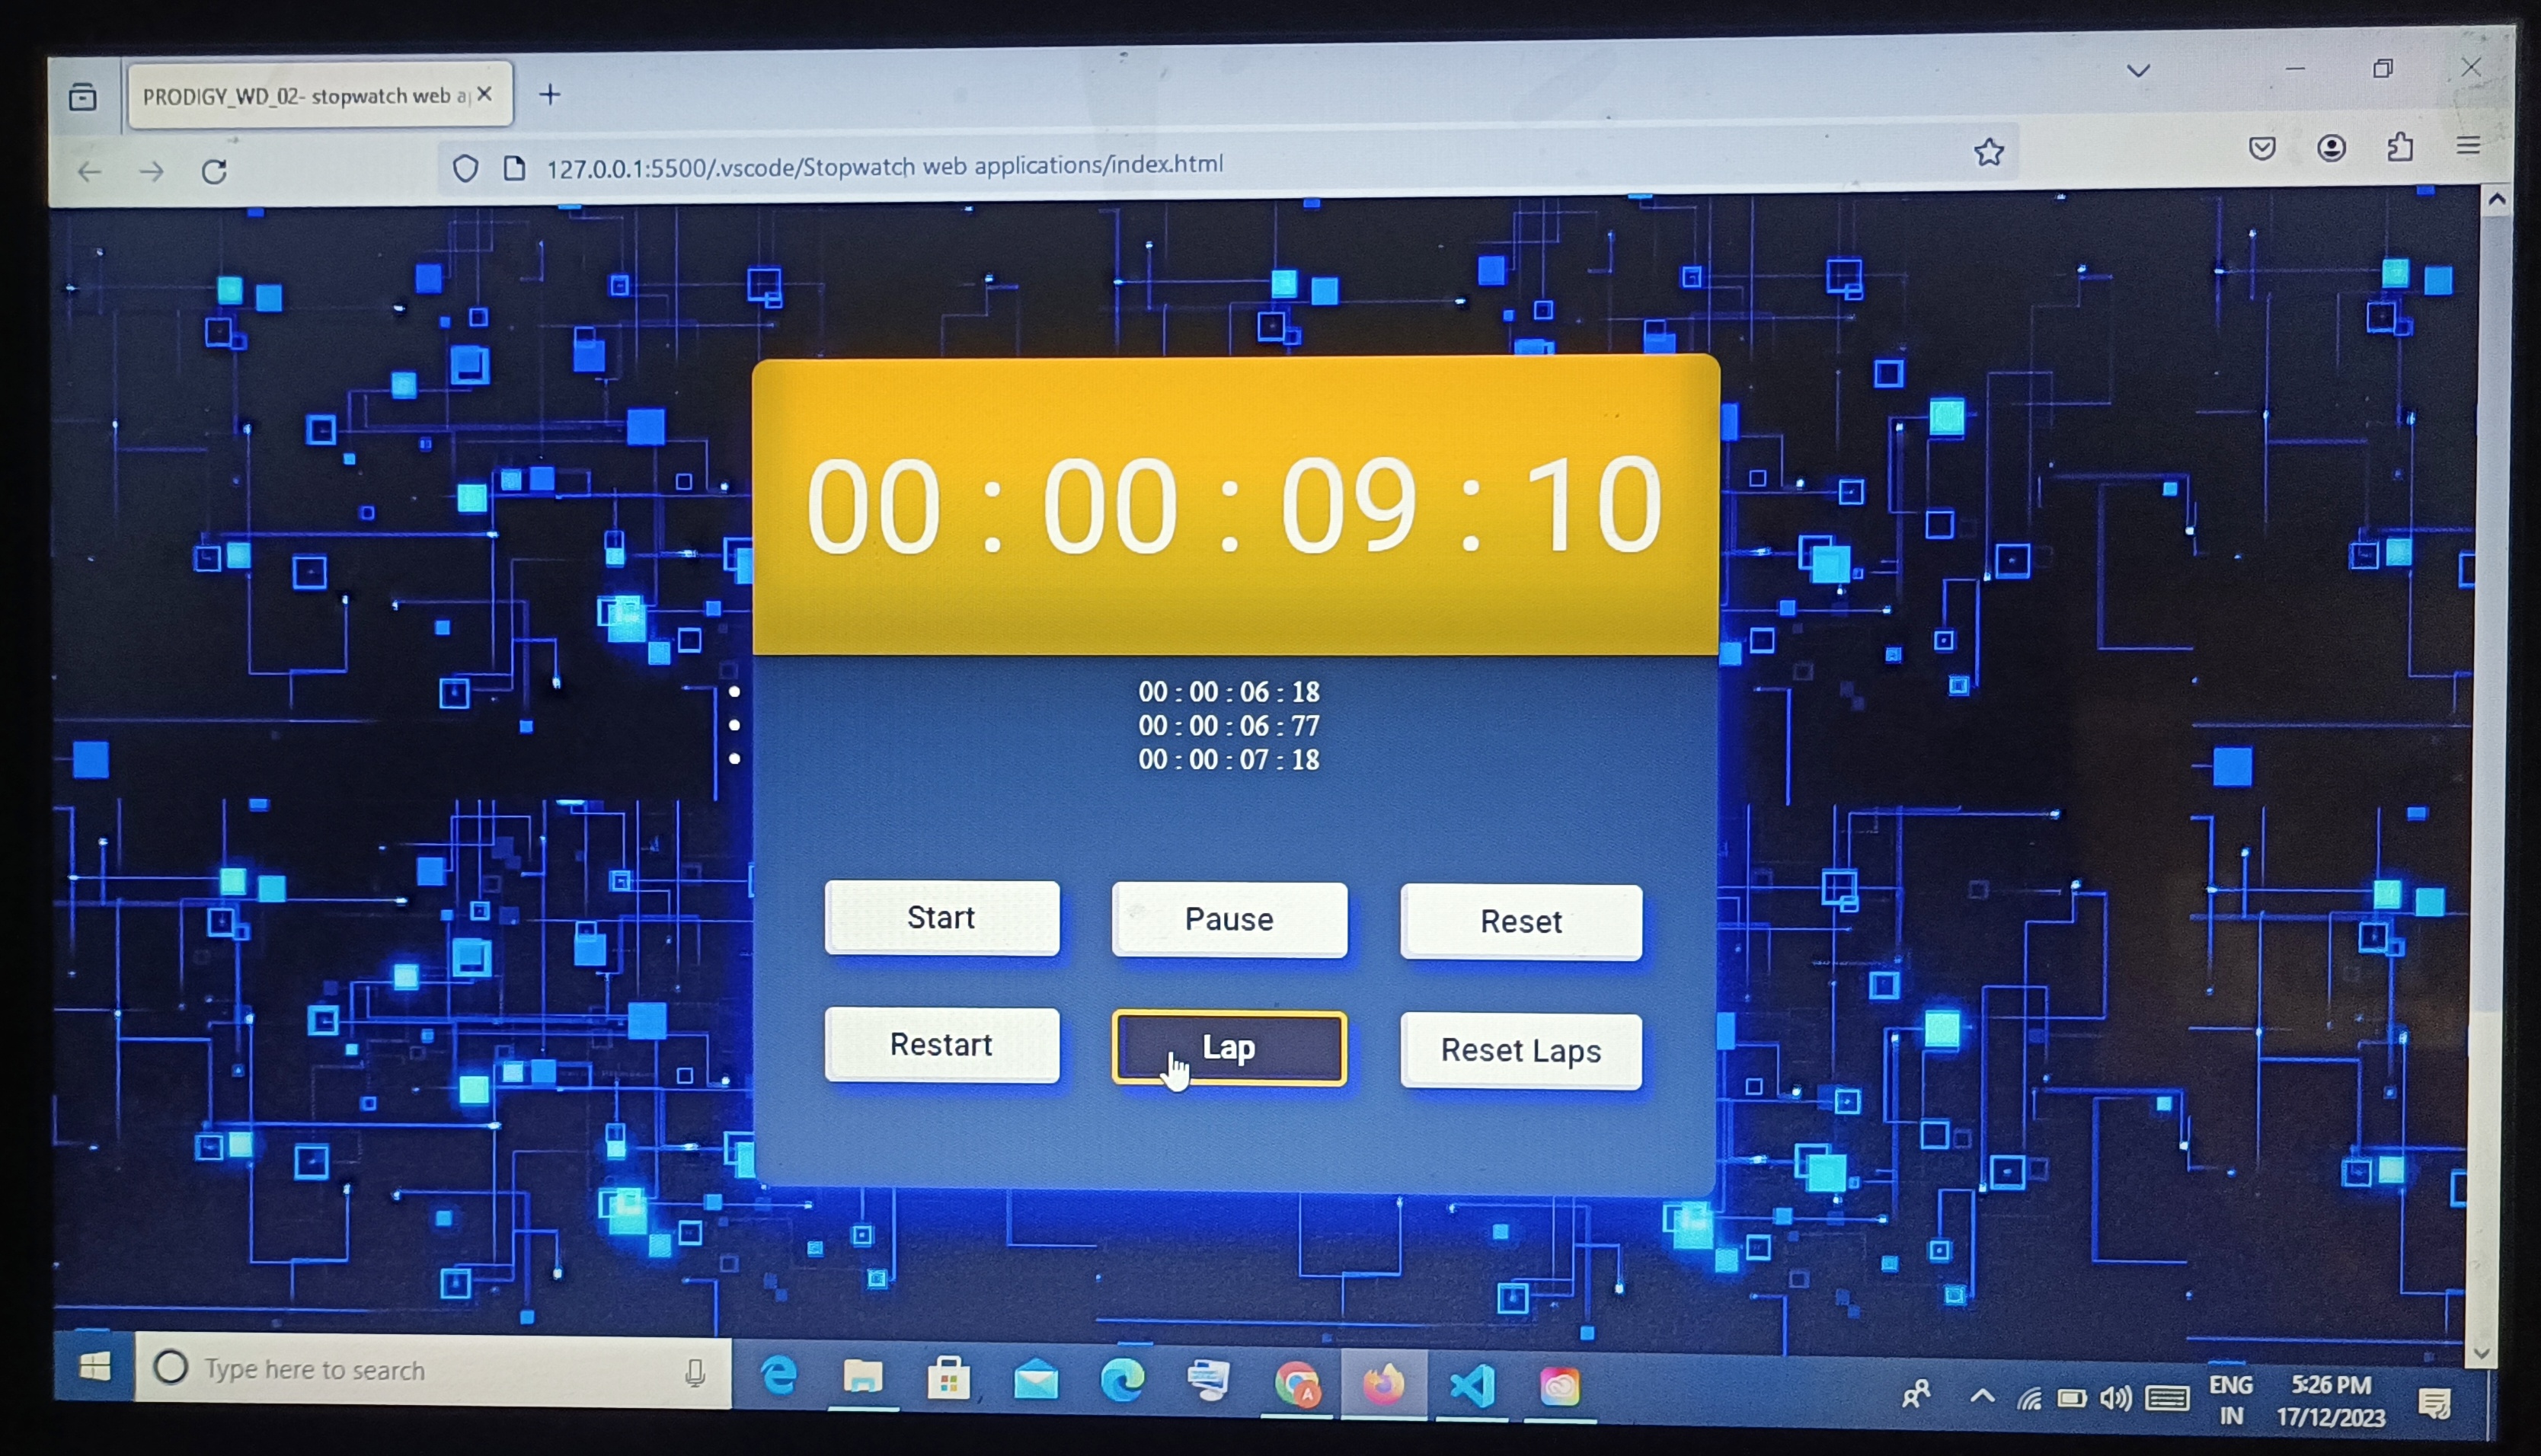 PRODIGY_WD_02- stopwatch web a
127.0.0.1:5500/.vscode/Stopwatch web applications/index.html
00 : 00 : 09 : 10
00 : 00 : 06 : 18
00 : 00 : 06 : 77
00 : 00 : 07 : 18
Start Pause Reset
Restart Lap Reset Laps
Type here to search
ENG 5:26 PM
IN 17/12/2023